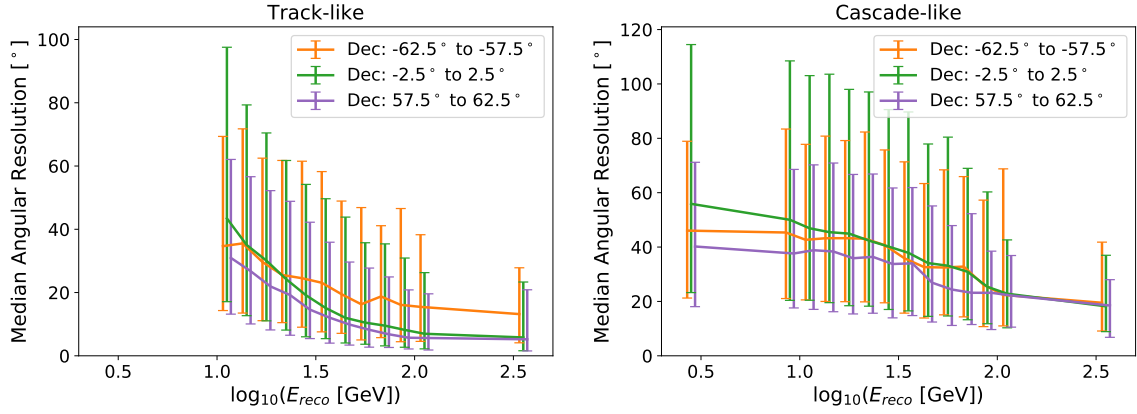 Track-like
Median Angular Resolution [°]
100
80
60
40
20
0
Dec: -62.5° to -57.5°
Dec: -2.5° to 2.5°
Dec: 57.5° to 62.5°
0.5 1.0 1.5 2.0 2.5
log₁₀(E_reco [GeV])
Cascade-like
Median Angular Resolution [°]
120
100
80
60
40
20
0
Dec: -62.5° to -57.5°
Dec: -2.5° to 2.5°
Dec: 57.5° to 62.5°
0.5 1.0 1.5 2.0 2.5
log₁₀(E_reco [GeV])